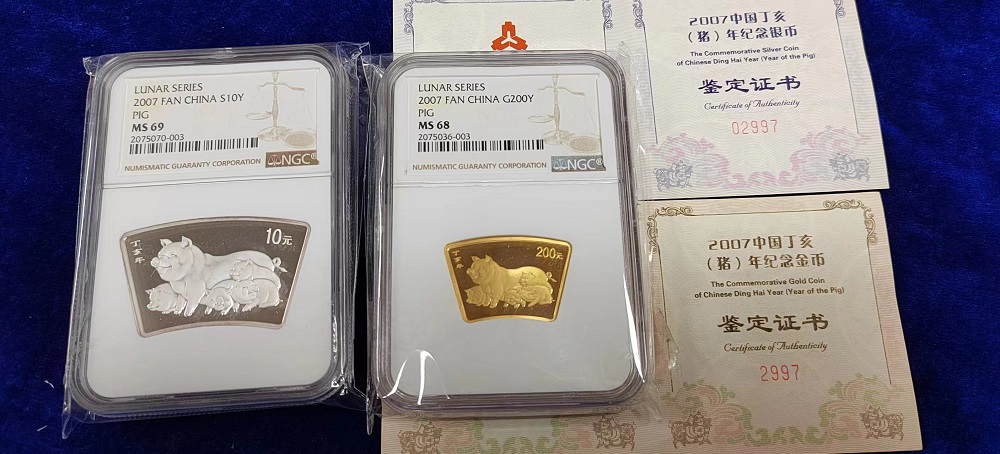 LUNAR SERIES
2007 FAN CHINA S10Y
PIG
MS 69
2075070-003
NUMISMATIC GUARANTY CORPORATION NGC®
10元
丁亥年
LUNAR SERIES
2007 FAN CHINA G200Y
PIG
MS 68
2075036-003
NUMISMATIC GUARANTY CORPORATION NGC®
200元
丁亥年
2007中国丁亥
（猪）年纪念银币
The Commemorative Silver Coin
of Chinese Ding Hai Year (Year of the Pig)
鉴定证书
Certificate of Authenticity
02997
2007中国丁亥
（猪）年纪念金币
The Commemorative Gold Coin
of Chinese Ding Hai Year (Year of the Pig)
鉴定证书
Certificate of Authenticity
2997